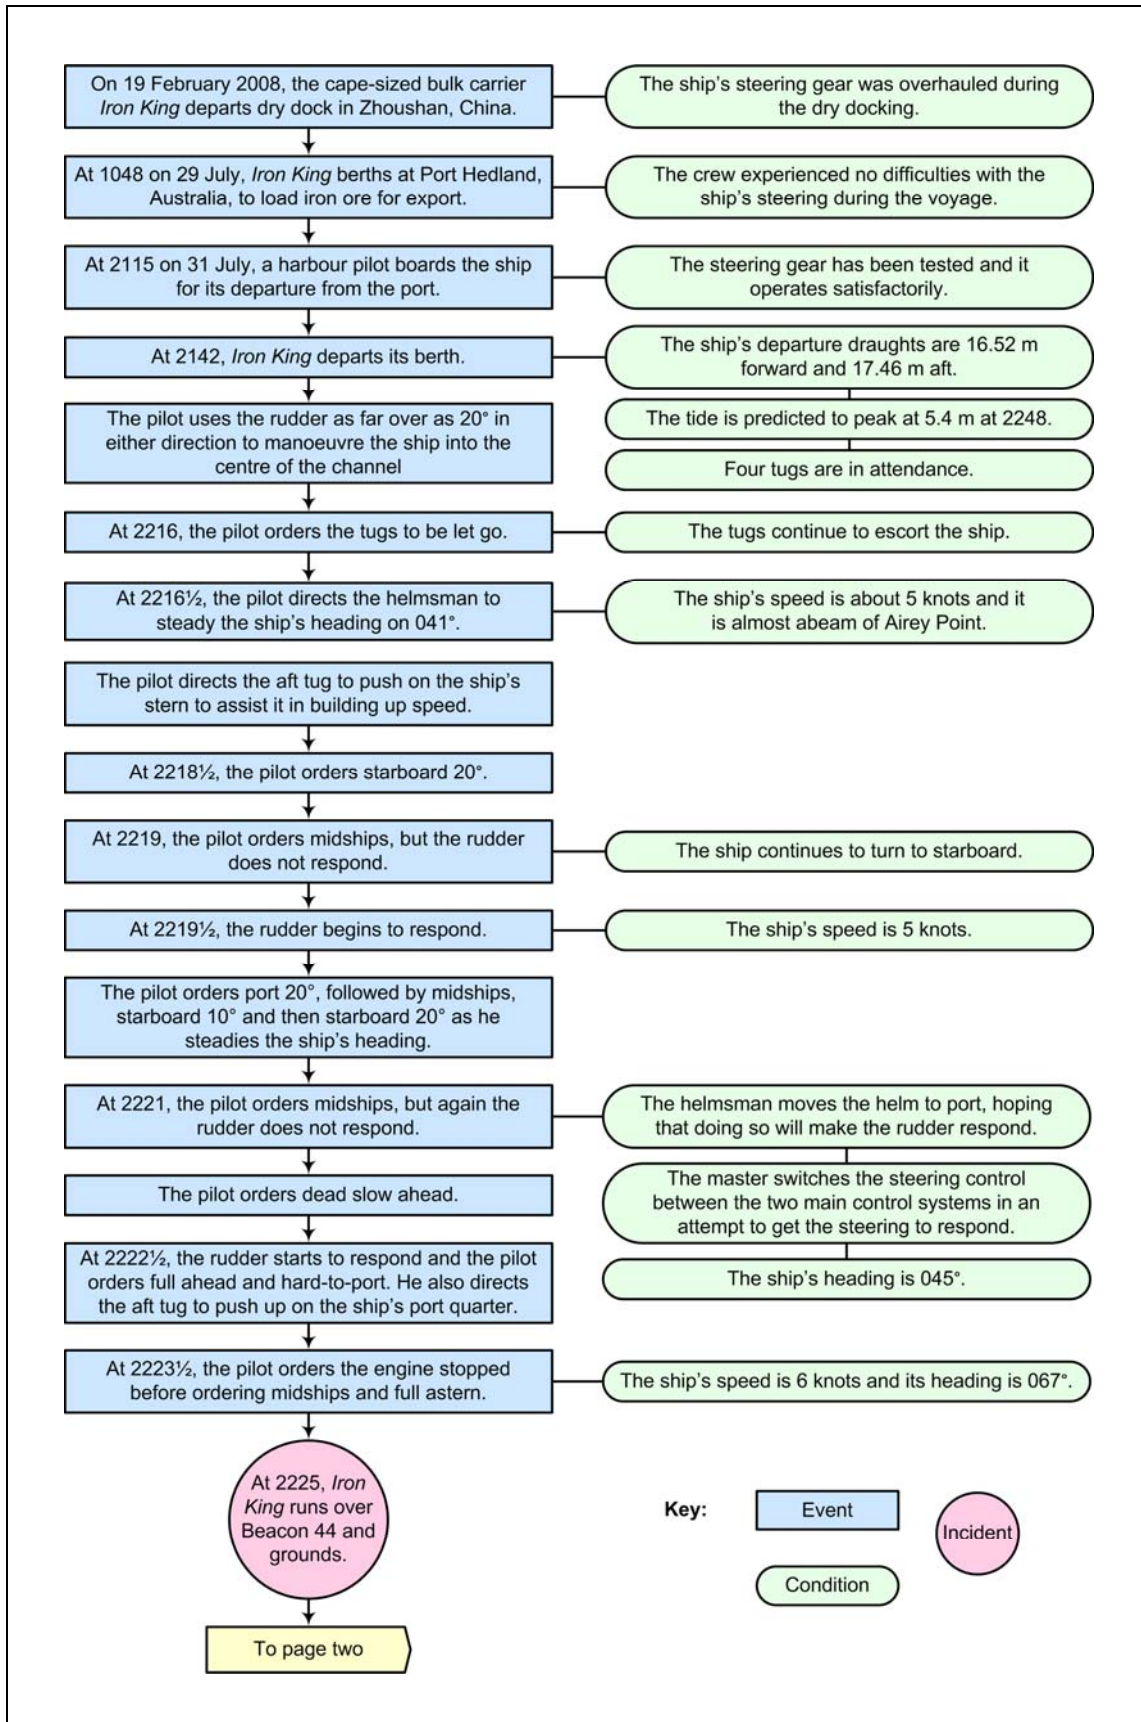 On 19 February 2008, the cape-sized bulk carrier
Iron King departs dry dock in Zhoushan, China.
The ship's steering gear was overhauled during
the dry docking.
At 1048 on 29 July, Iron King berths at Port Hedland,
Australia, to load iron ore for export.
The crew experienced no difficulties with the
ship's steering during the voyage.
At 2115 on 31 July, a harbour pilot boards the ship
for its departure from the port.
The steering gear has been tested and it
operates satisfactorily.
At 2142, Iron King departs its berth.
The ship's departure draughts are 16.52 m
forward and 17.46 m aft.
The pilot uses the rudder as far over as 20° in
either direction to manoeuvre the ship into the
centre of the channel
The tide is predicted to peak at 5.4 m at 2248.
Four tugs are in attendance.
At 2216, the pilot orders the tugs to be let go.
The tugs continue to escort the ship.
At 2216½, the pilot directs the helmsman to
steady the ship's heading on 041°.
The ship's speed is about 5 knots and it
is almost abeam of Airey Point.
The pilot directs the aft tug to push on the ship's
stern to assist it in building up speed.
At 2218½, the pilot orders starboard 20°.
At 2219, the pilot orders midships, but the rudder
does not respond.
The ship continues to turn to starboard.
At 2219½, the rudder begins to respond.
The ship's speed is 5 knots.
The pilot orders port 20°, followed by midships,
starboard 10° and then starboard 20° as he
steadies the ship's heading.
At 2221, the pilot orders midships, but again the
rudder does not respond.
The helmsman moves the helm to port, hoping
that doing so will make the rudder respond.
The pilot orders dead slow ahead.
The master switches the steering control
between the two main control systems in an
attempt to get the steering to respond.
At 2222½, the rudder starts to respond and the pilot
orders full ahead and hard-to-port. He also directs
the aft tug to push up on the ship's port quarter.
The ship's heading is 045°.
At 2223½, the pilot orders the engine stopped
before ordering midships and full astern.
The ship's speed is 6 knots and its heading is 067°.
At 2225, Iron
King runs over
Beacon 44 and
grounds.
Key:
Event
Incident
Condition
To page two